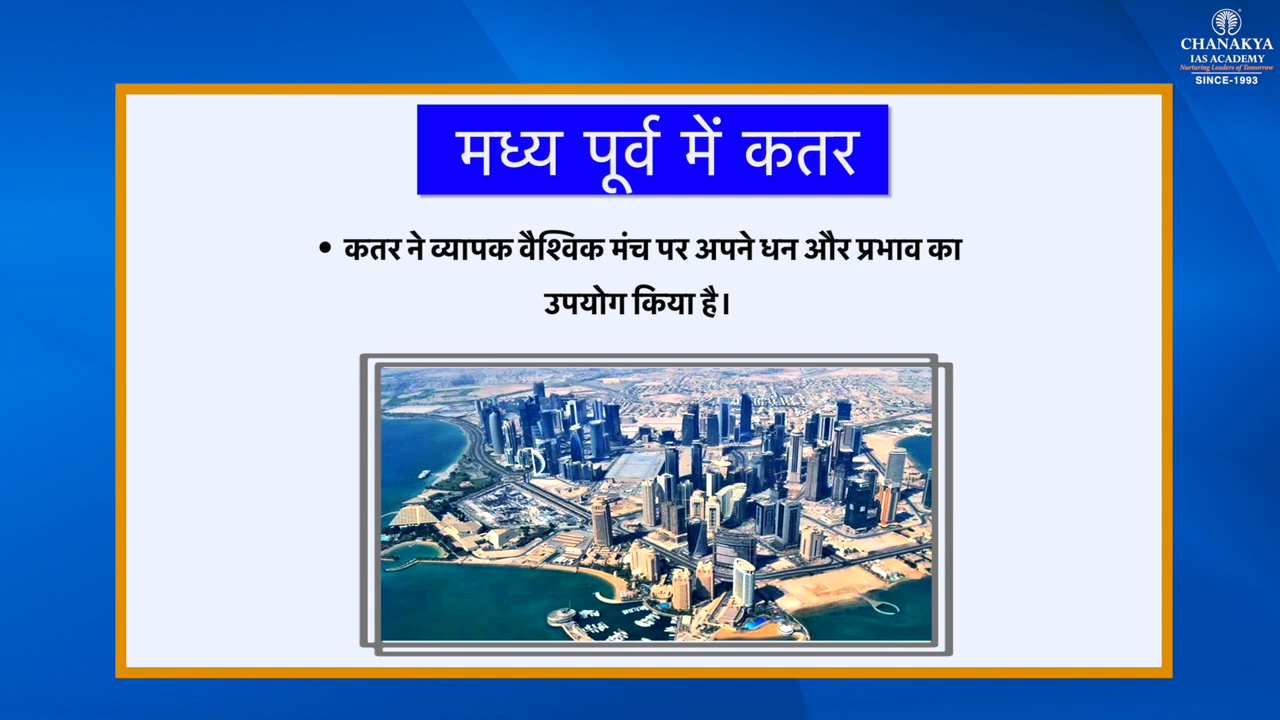 CHANAKYA
IAS ACADEMY
Nurturing Leaders of Tomorrow
SINCE-1993
मध्य पूर्व में कतर
• कतर ने व्यापक वैश्विक मंच पर अपने धन और प्रभाव का
उपयोग किया है।